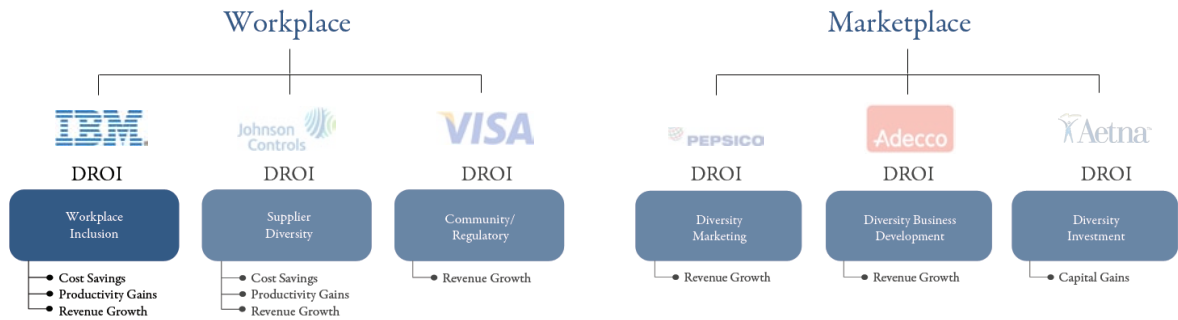 Workplace
Marketplace
IBM
Johnson
Controls
VISA
PEPSICO
Adecco
Aetna
DROI
DROI
DROI
DROI
DROI
DROI
Workplace
Inclusion
Supplier
Diversity
Community/
Regulatory
Diversity
Marketing
Diversity Business
Development
Diversity
Investment
Cost Savings
Productivity Gains
Revenue Growth
Cost Savings
Productivity Gains
Revenue Growth
Revenue Growth
Revenue Growth
Revenue Growth
Capital Gains